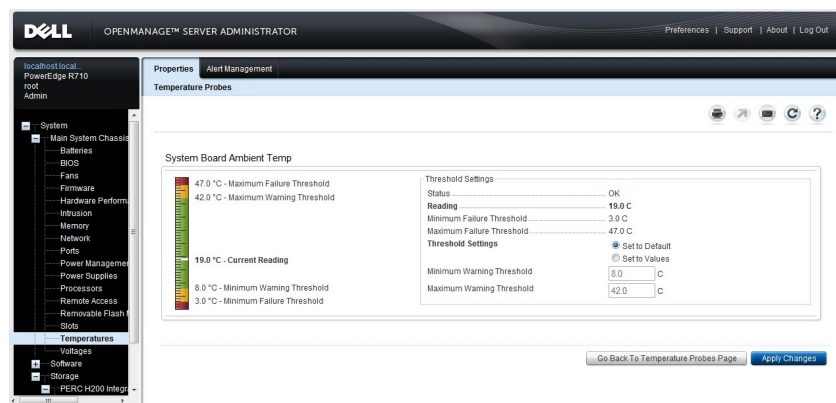 DELL
OPENMANAGE™ SERVER ADMINISTRATOR
Preferences | Support | About | Log Out
localhost.local...
PowerEdge R710
root
Admin
Properties
Alert Management
Temperature Probes
System
Main System Chassis
Batteries
BIOS
Fans
Firmware
Hardware Performa
Intrusion
Memory
Network
Ports
Power Managemen
Power Supplies
Processors
Remote Access
Removable Flash
Slots
Temperatures
Voltages
Software
Storage
PERC H200 Integr
System Board Ambient Temp
47.0 °C - Maximum Failure Threshold
42.0 °C - Maximum Warning Threshold
19.0 °C - Current Reading
8.0 °C - Minimum Warning Threshold
3.0 °C - Minimum Failure Threshold
Threshold Settings
Status OK
Reading 19.0 C
Minimum Failure Threshold 3.0 C
Maximum Failure Threshold 47.0 C
Threshold Settings Set to Default
Set to Values
Minimum Warning Threshold 8.0 C
Maximum Warning Threshold 42.0 C
Go Back To Temperature Probes Page
Apply Changes